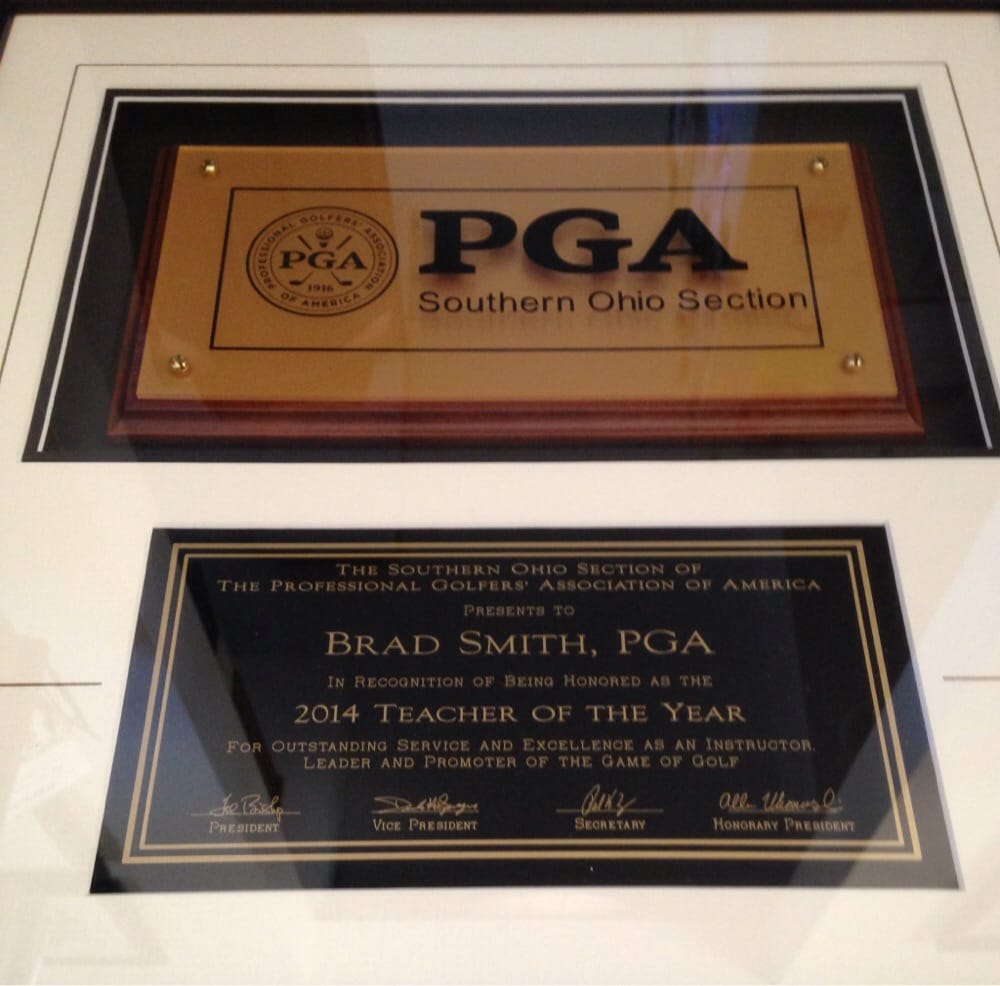 PROFESSIONAL GOLFERS' ASSOCIATION
OF AMERICA
PGA
1916
PGA
Southern Ohio Section
THE SOUTHERN OHIO SECTION OF
THE PROFESSIONAL GOLFERS' ASSOCIATION OF AMERICA
PRESENTS TO
BRAD SMITH, PGA
IN RECOGNITION OF BEING HONORED AS THE
2014 TEACHER OF THE YEAR
FOR OUTSTANDING SERVICE AND EXCELLENCE AS AN INSTRUCTOR,
LEADER AND PROMOTER OF THE GAME OF GOLF
PRESIDENT
VICE PRESIDENT
SECRETARY
HONORARY PRESIDENT